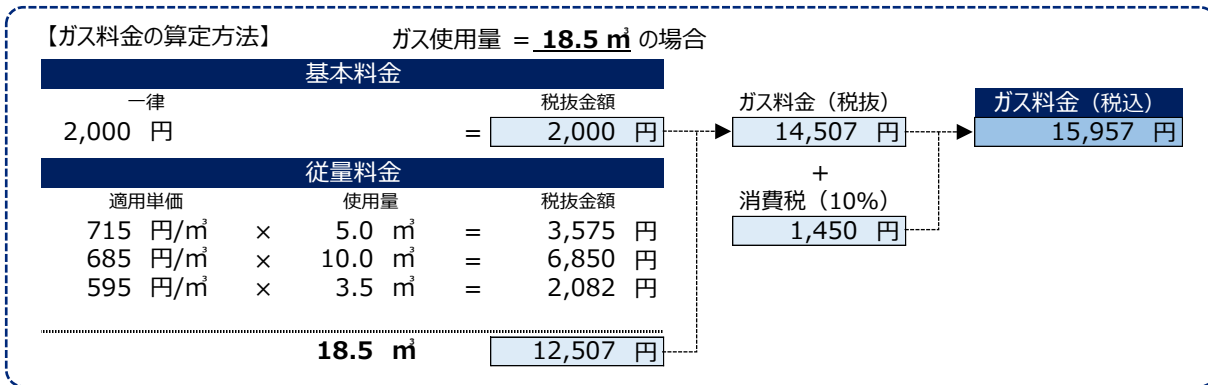 【ガス料金の算定方法】 ガス使用量 = 18.5 ㎥ の場合
基本料金
一律 税抜金額
2,000 円 = 2,000 円
従量料金
適用単価 使用量 税抜金額
715 円/㎥ × 5.0 ㎥ = 3,575 円
685 円/㎥ × 10.0 ㎥ = 6,850 円
595 円/㎥ × 3.5 ㎥ = 2,082 円
18.5 ㎥ 12,507 円
ガス料金（税抜）
14,507 円
+
消費税（10%）
1,450 円
ガス料金（税込）
15,957 円